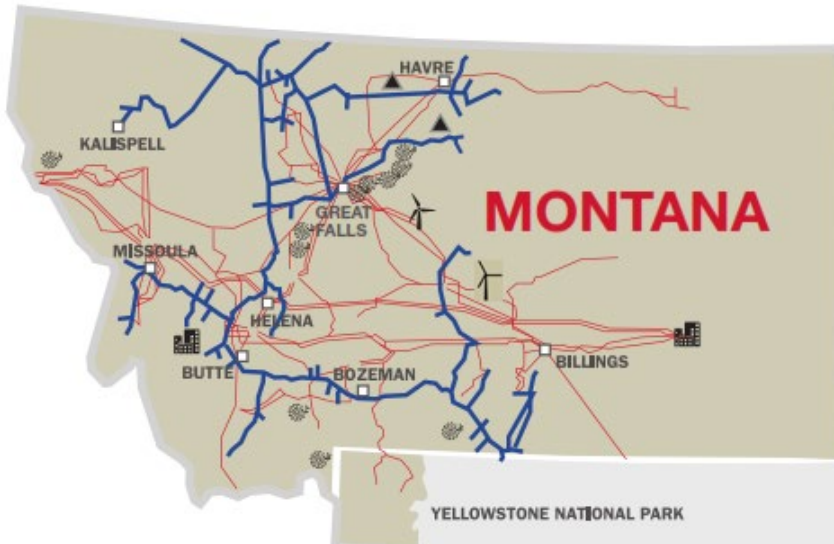 HAVRE
KALISPELL
MONTANA
GREAT
FALLS
MISSOULA
HELENA
BUTTE
BOZEMAN
BILLINGS
YELLOWSTONE NATIONAL PARK